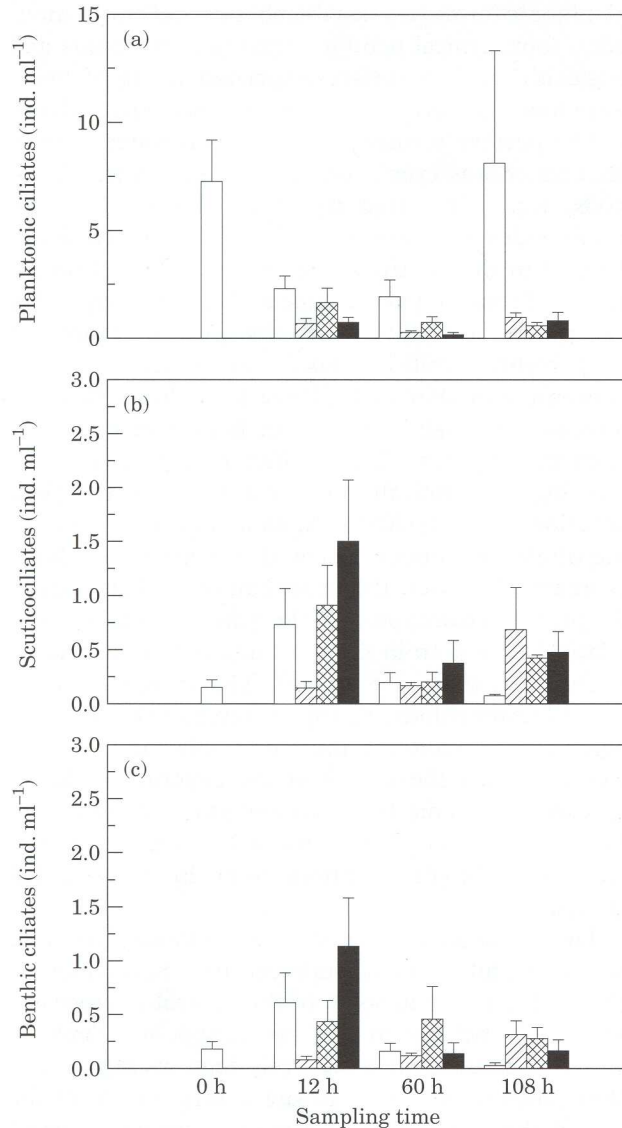 (a)
Planktonic ciliates (ind. ml⁻¹)
15
10
5
0
(b)
Scuticociliates (ind. ml⁻¹)
3.0
2.5
2.0
1.5
1.0
0.5
0.0
(c)
Benthic ciliates (ind. ml⁻¹)
3.0
2.5
2.0
1.5
1.0
0.5
0.0
0 h 12 h 60 h 108 h
Sampling time